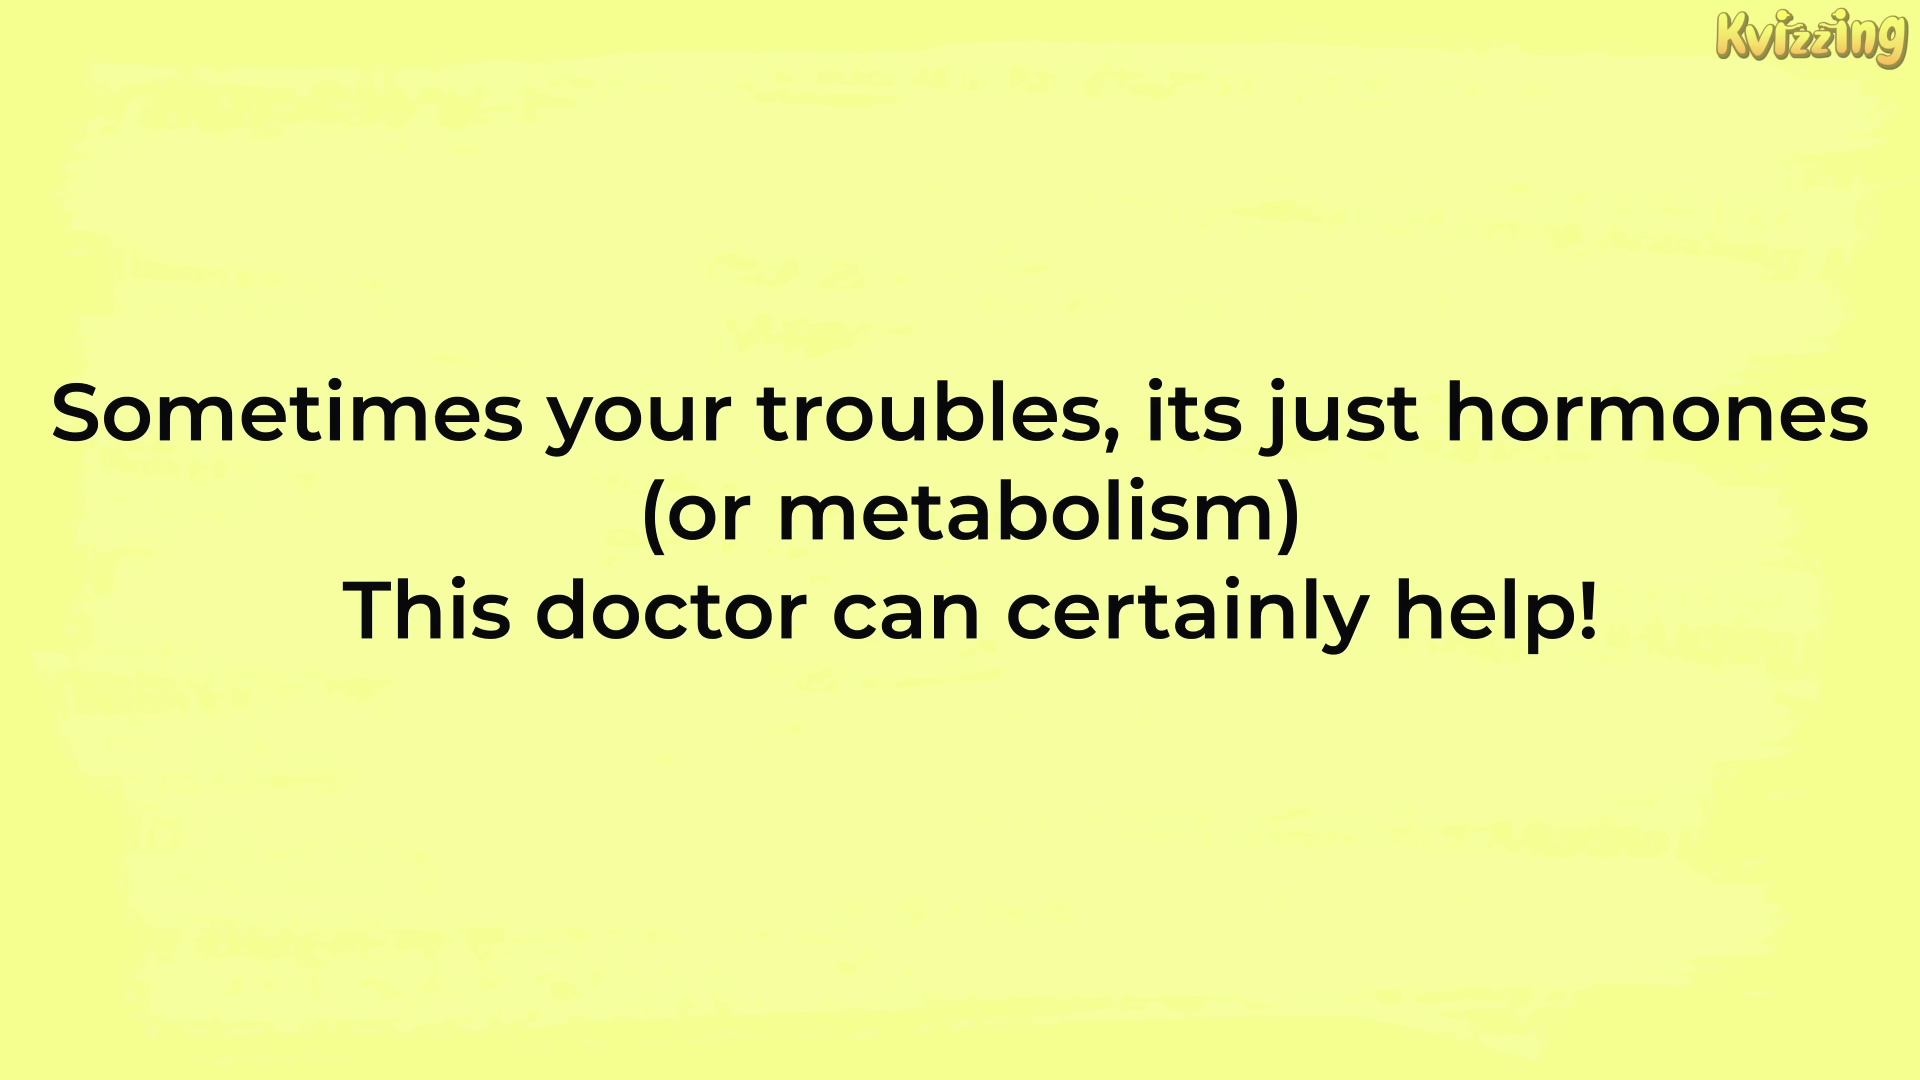 Kvizzing
Sometimes your troubles, its just hormones
(or metabolism)
This doctor can certainly help!